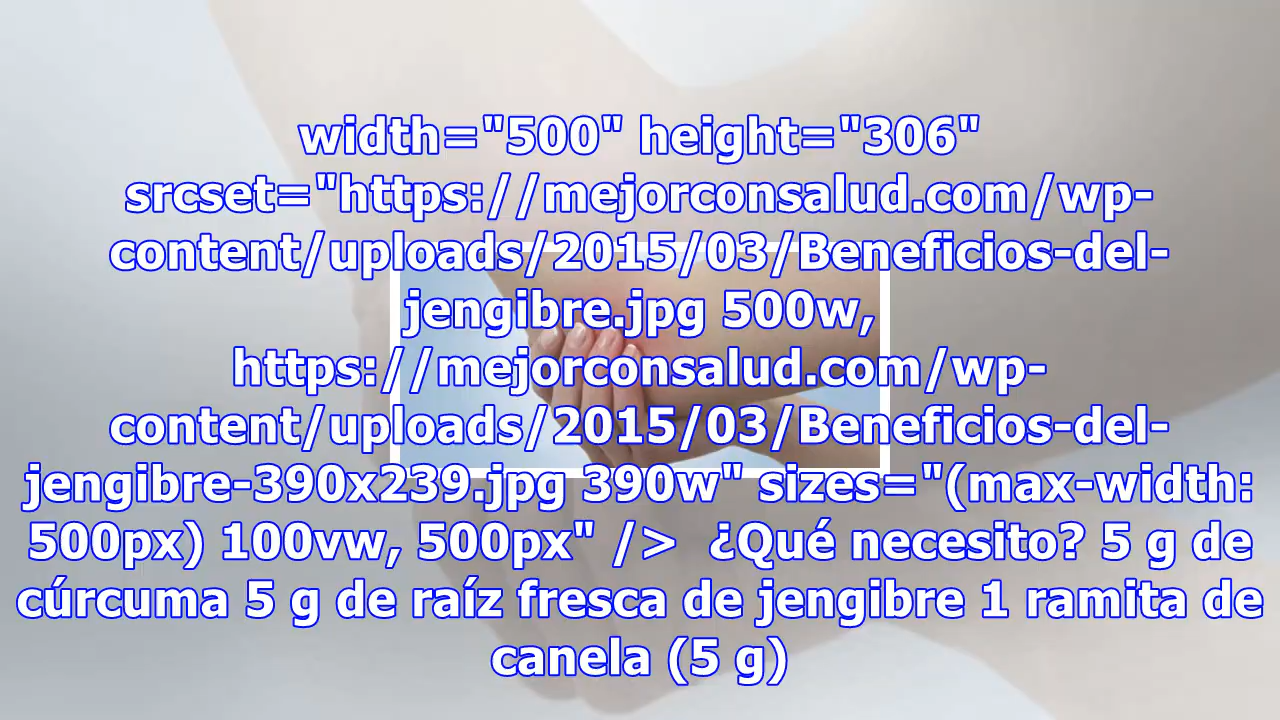 width="500" height="306"
srcset="https://mejorconsalud.com/wp-
content/uploads/2015/03/Beneficios-del-
jengibre.jpg 500w,
https://mejorconsalud.com/wp-
content/uploads/2015/03/Beneficios-del-
jengibre-390x239.jpg 390w" sizes="(max-width:
500px) 100vw, 500px" />  ¿Qué necesito? 5 g de
cúrcuma 5 g de raíz fresca de jengibre 1 ramita de
canela (5 g)